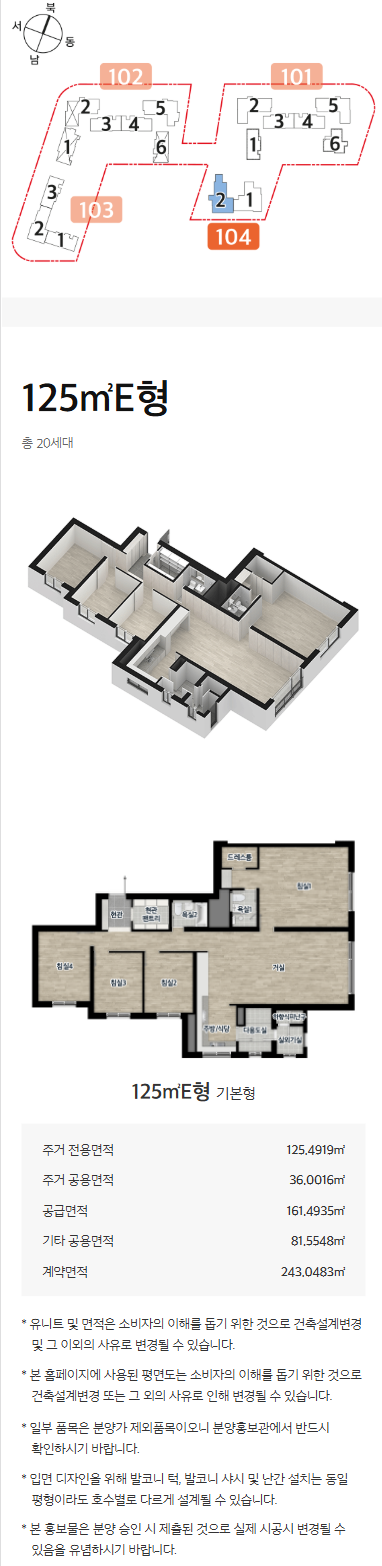 북
서 동
남
102 101
2 5 2 5
3 4 3 4
1 6 1 6
3 2 1
103
2 1
104
125㎡E형
총 20세대
드레스룸
침실1
현관 현관팬트리 욕실2 욕실1
침실4 침실3 침실2 거실
주방/식당 다용도실 하향식피난구
실외기실
125㎡E형 기본형
주거 전용면적 125.4919㎡
주거 공용면적 36.0016㎡
공급면적 161.4935㎡
기타 공용면적 81.5548㎡
계약면적 243.0483㎡
* 유니트 및 면적은 소비자의 이해를 돕기 위한 것으로 건축설계변경
및 그 이외의 사유로 변경될 수 있습니다.
* 본 홈페이지에 사용된 평면도는 소비자의 이해를 돕기 위한 것으로
건축설계변경 또는 그 외의 사유로 인해 변경될 수 있습니다.
* 일부 품목은 분양가 제외품목이오니 분양홍보관에서 반드시
확인하시기 바랍니다.
* 입면 디자인을 위해 발코니 턱, 발코니 샤시 및 난간 설치는 동일
평형이라도 호수별로 다르게 설계될 수 있습니다.
* 본 홍보물은 분양 승인 시 제출된 것으로 실제 시공시 변경될 수
있음을 유념하시기 바랍니다.